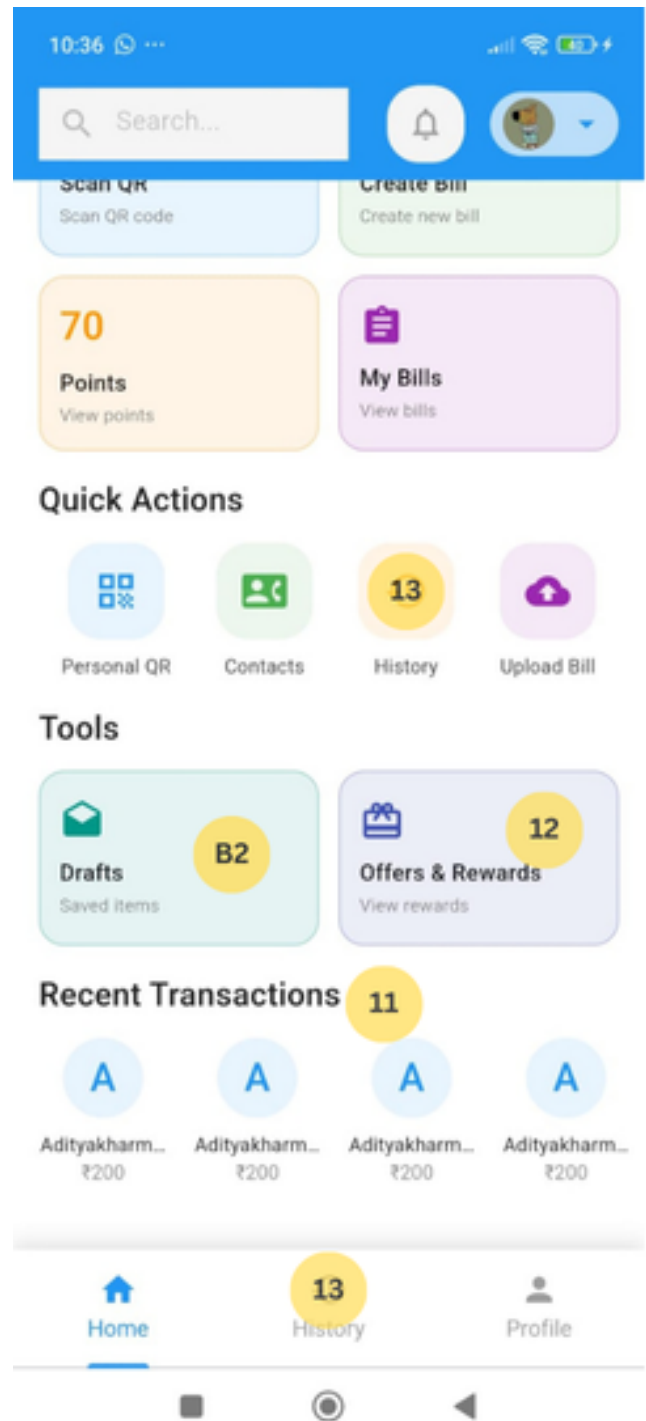 10:36
40
Search...
Scan QR Create Bill
Scan QR code Create new bill
70
Points My Bills
View points View bills
Quick Actions
13
Personal QR Contacts History Upload Bill
Tools
B2 12
Drafts Offers & Rewards
Saved items View rewards
Recent Transactions 11
A A A A
Adityakharm... Adityakharm... Adityakharm... Adityakharm...
₹200 ₹200 ₹200 ₹200
13
Home History Profile